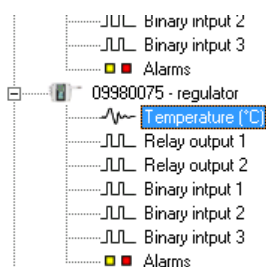 Binary intput 2
Binary intput 3
Alarms
09980075 - regulator
Temperature (°C)
Relay output 1
Relay output 2
Binary intput 1
Binary intput 2
Binary intput 3
Alarms